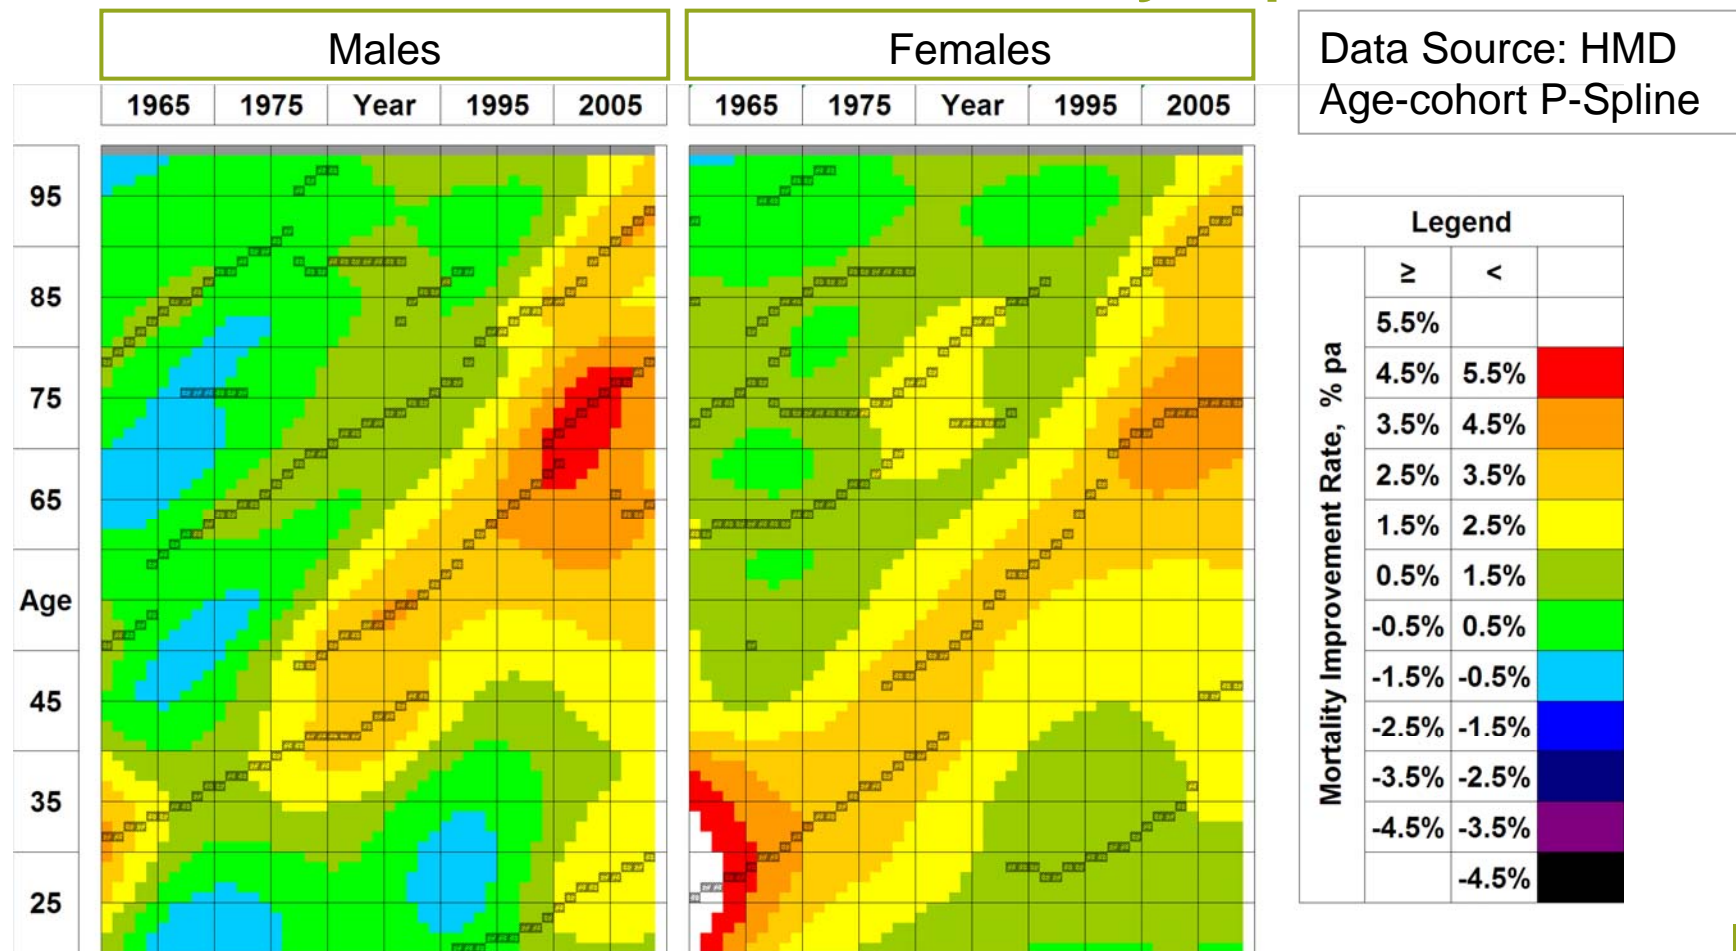 Males
Females
Data Source: HMD
Age-cohort P-Spline
1965 1975 Year 1995 2005
1965 1975 Year 1995 2005
95
85
75
65
Age
45
35
25
Legend
Mortality Improvement Rate, % pa
≥ <
5.5%
4.5% 5.5%
3.5% 4.5%
2.5% 3.5%
1.5% 2.5%
0.5% 1.5%
-0.5% 0.5%
-1.5% -0.5%
-2.5% -1.5%
-3.5% -2.5%
-4.5% -3.5%
-4.5%